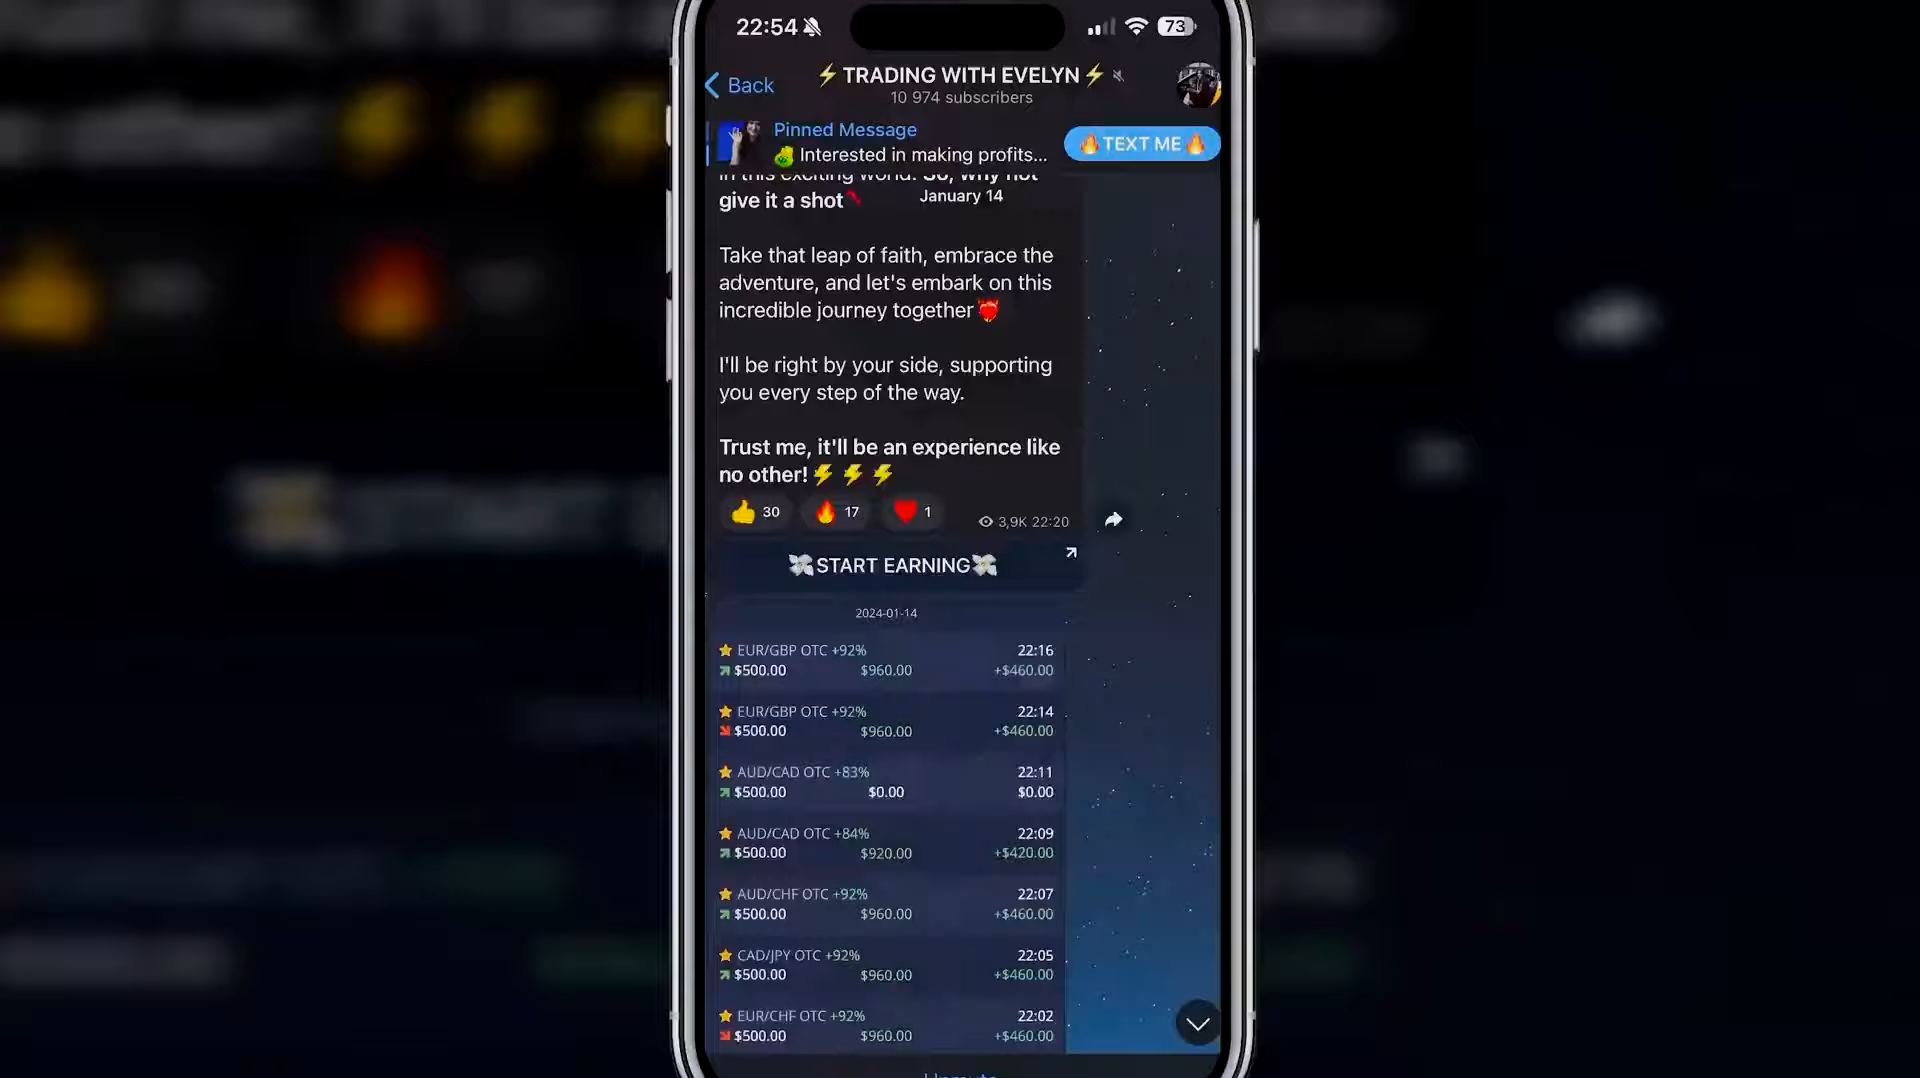 22:54
73
Back
⚡TRADING WITH EVELYN⚡
10 974 subscribers
Pinned Message
💰 Interested in making profits...
🔥TEXT ME🔥
in this exciting world. So, why not
give it a shot
January 14
Take that leap of faith, embrace the
adventure, and let's embark on this
incredible journey together
I'll be right by your side, supporting
you every step of the way.
Trust me, it'll be an experience like
no other!⚡⚡⚡
👍 30 🔥 17 ❤️ 1
3,9K 22:20
💸START EARNING💸
2024-01-14
EUR/GBP OTC +92% 22:16
$500.00 $960.00 +$460.00
EUR/GBP OTC +92% 22:14
$500.00 $960.00 +$460.00
AUD/CAD OTC +83% 22:11
$500.00 $0.00 $0.00
AUD/CAD OTC +84% 22:09
$500.00 $920.00 +$420.00
AUD/CHF OTC +92% 22:07
$500.00 $960.00 +$460.00
CAD/JPY OTC +92% 22:05
$500.00 $960.00 +$460.00
EUR/CHF OTC +92% 22:02
$500.00 $960.00 +$460.00